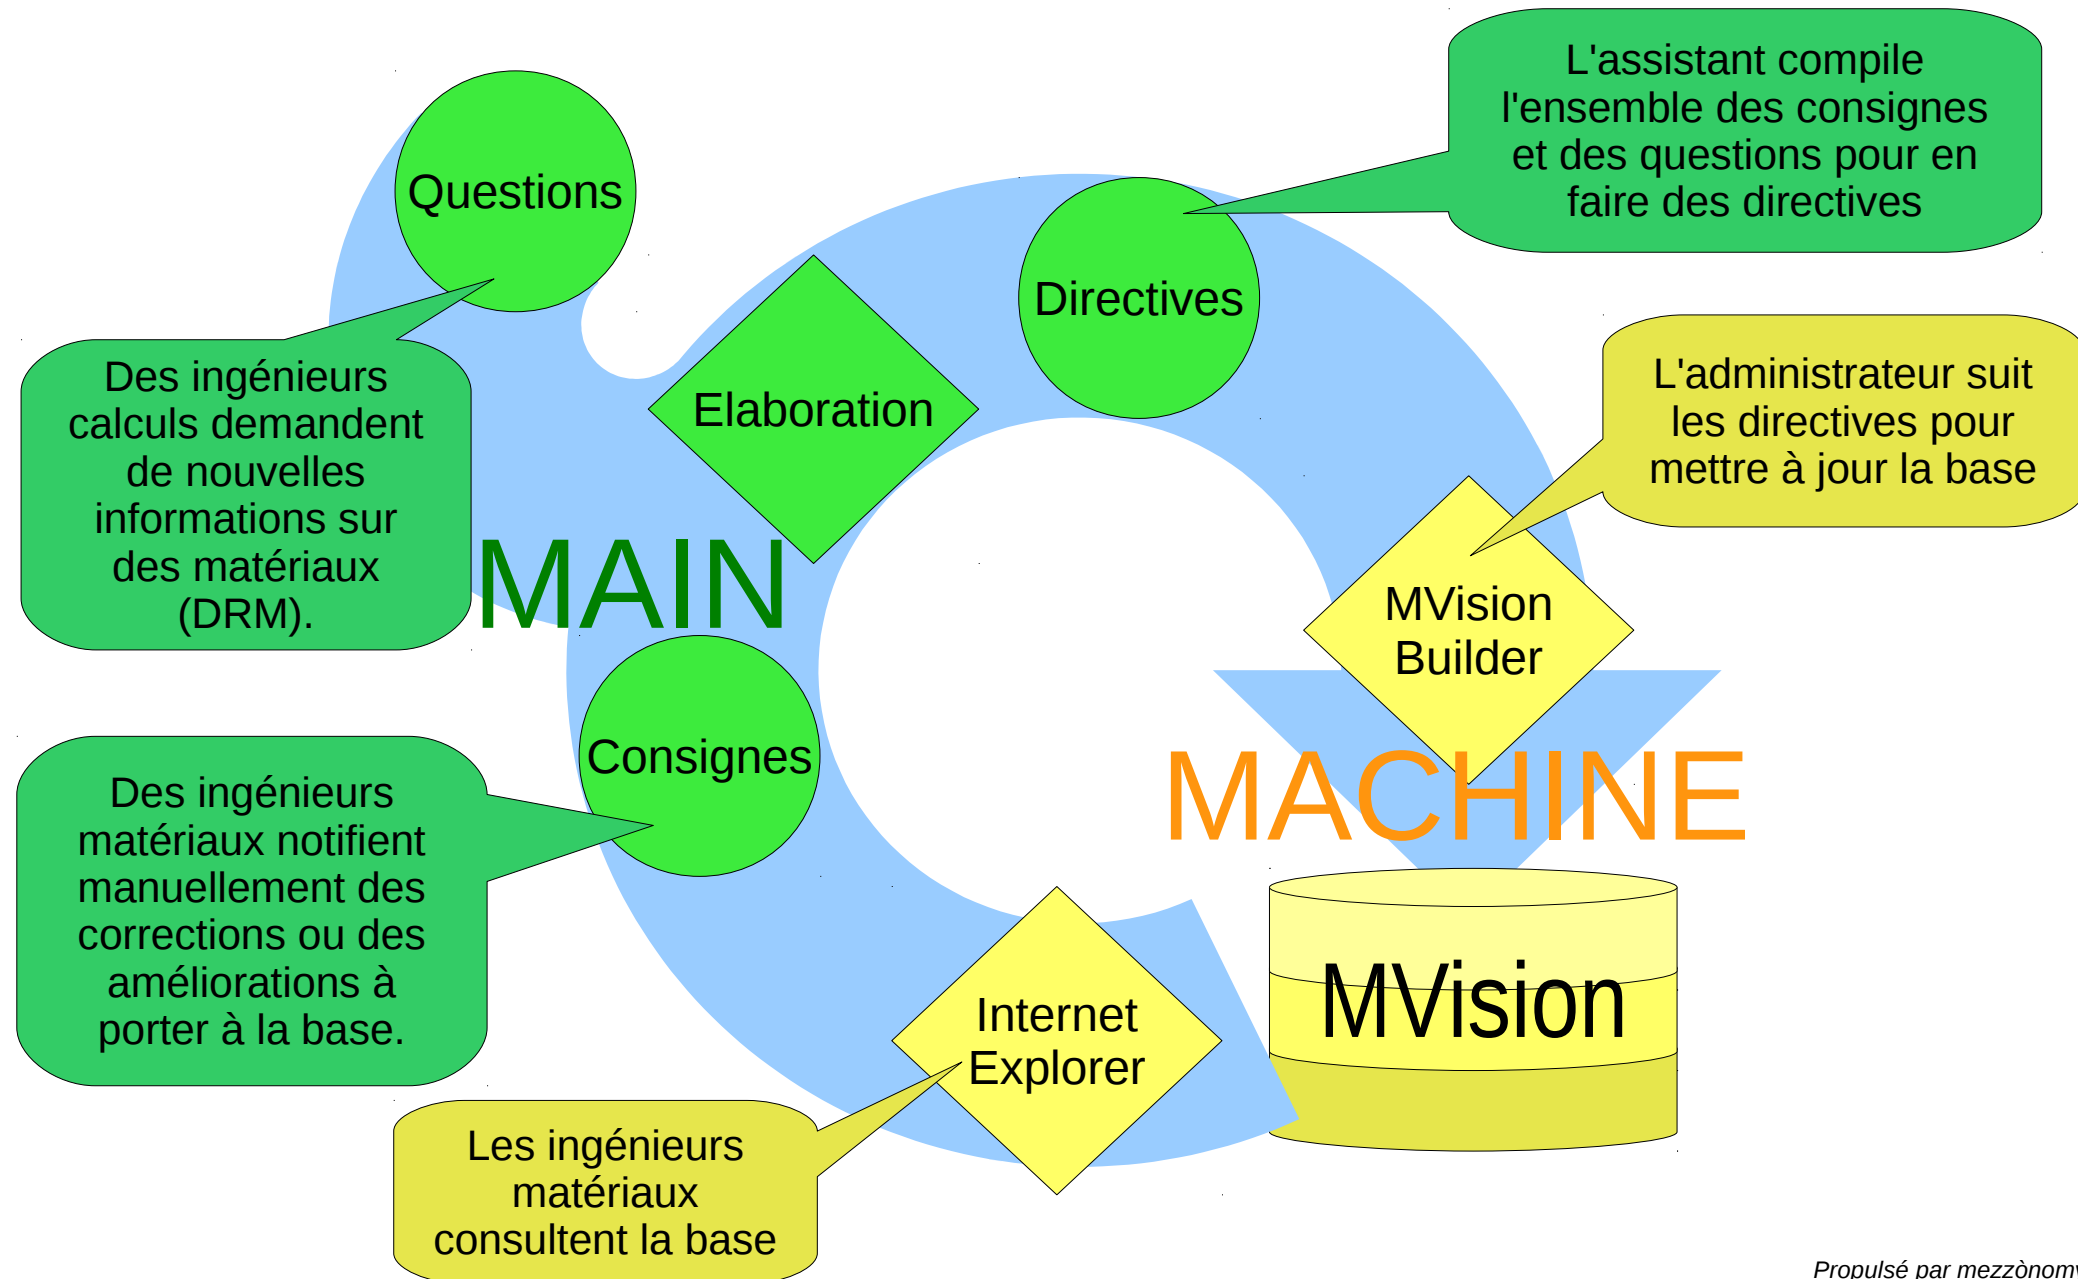 Questions
L'assistant compile
l'ensemble des consignes
et des questions pour en
faire des directives
Directives
Elaboration
Des ingénieurs
calculs demandent
de nouvelles
informations sur
des matériaux
(DRM).
L'administrateur suit
les directives pour
mettre à jour la base
MAIN
MVision
Builder
Consignes
MACHINE
Des ingénieurs
matériaux notifient
manuellement des
corrections ou des
améliorations à
porter à la base.
Internet
Explorer
MVision
Les ingénieurs
matériaux
consultent la base
Propulsé par mezzònomy